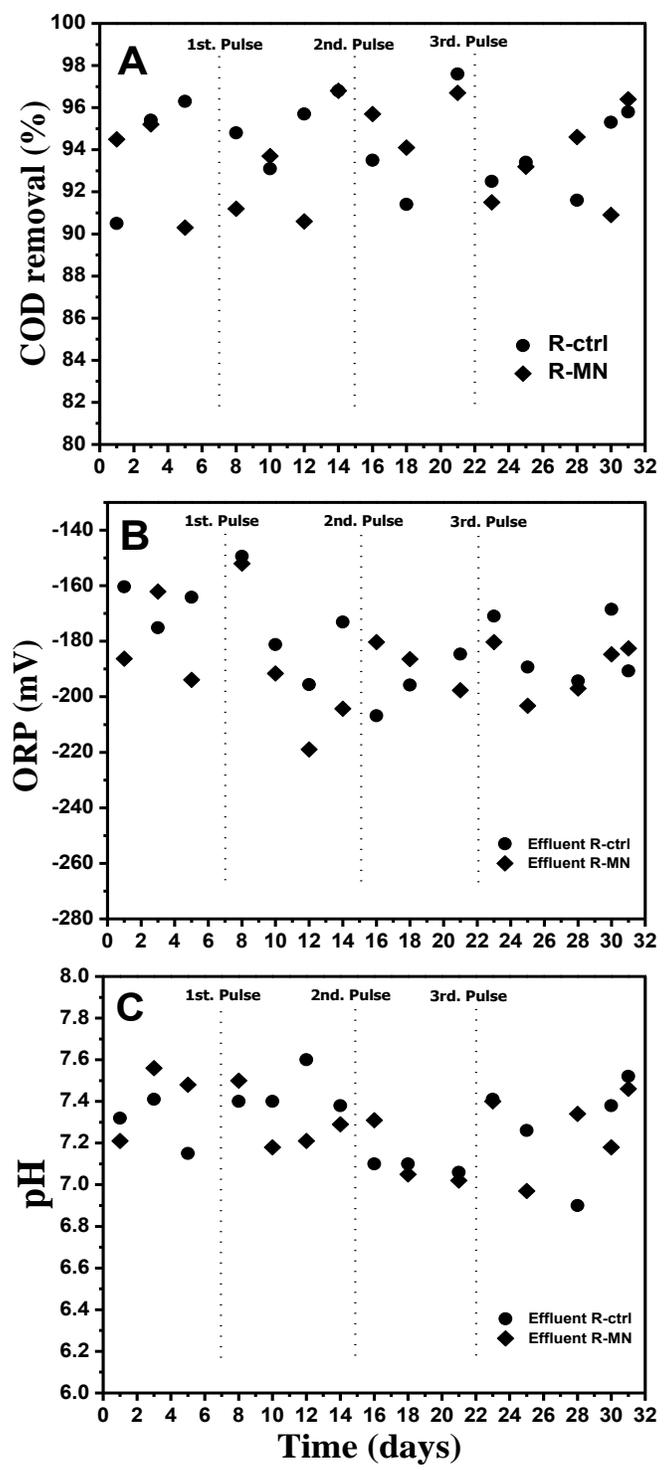 A
1st. Pulse 2nd. Pulse 3rd. Pulse
100
98
96
94
92
90
88
86
84
82
80
COD removal (%)
R-ctrl
R-MN
0 2 4 6 8 10 12 14 16 18 20 22 24 26 28 30 32
B
1st. Pulse 2nd. Pulse 3rd. Pulse
-140
-160
-180
-200
-220
-240
-260
-280
ORP (mV)
Effluent R-ctrl
Effluent R-MN
0 2 4 6 8 10 12 14 16 18 20 22 24 26 28 30 32
C
1st. Pulse 2nd. Pulse 3rd. Pulse
8.0
7.8
7.6
7.4
7.2
7.0
6.8
6.6
6.4
6.2
6.0
pH
Effluent R-ctrl
Effluent R-MN
0 2 4 6 8 10 12 14 16 18 20 22 24 26 28 30 32
Time (days)